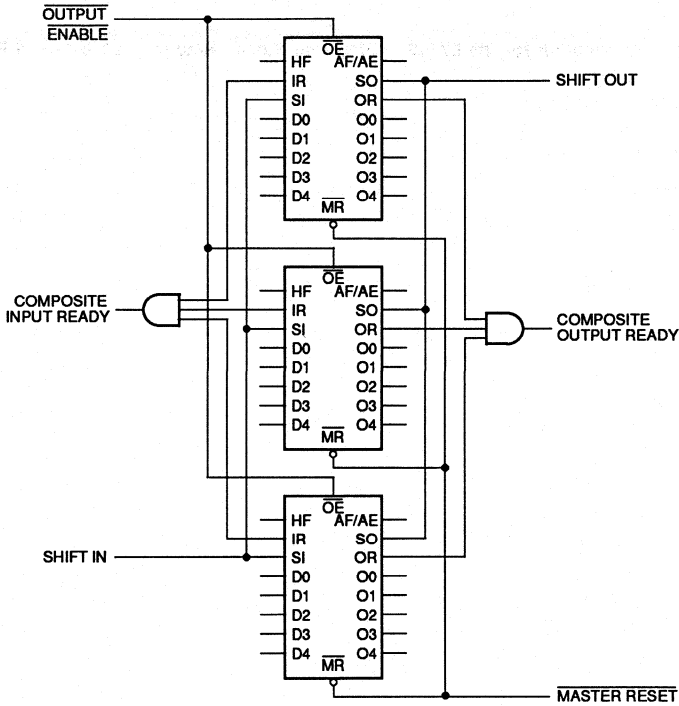 OUTPUT
ENABLE
OE
HF AF/AE
IR SO SHIFT OUT
SI OR
D0 O0
D1 O1
D2 O2
D3 O3
D4 O4
MR
OE
HF AF/AE
COMPOSITE
INPUT READY
IR SO
SI OR
COMPOSITE
OUTPUT READY
D0 O0
D1 O1
D2 O2
D3 O3
D4 O4
MR
OE
HF AF/AE
IR SO
SHIFT IN SI OR
D0 O0
D1 O1
D2 O2
D3 O3
D4 O4
MR
MASTER RESET